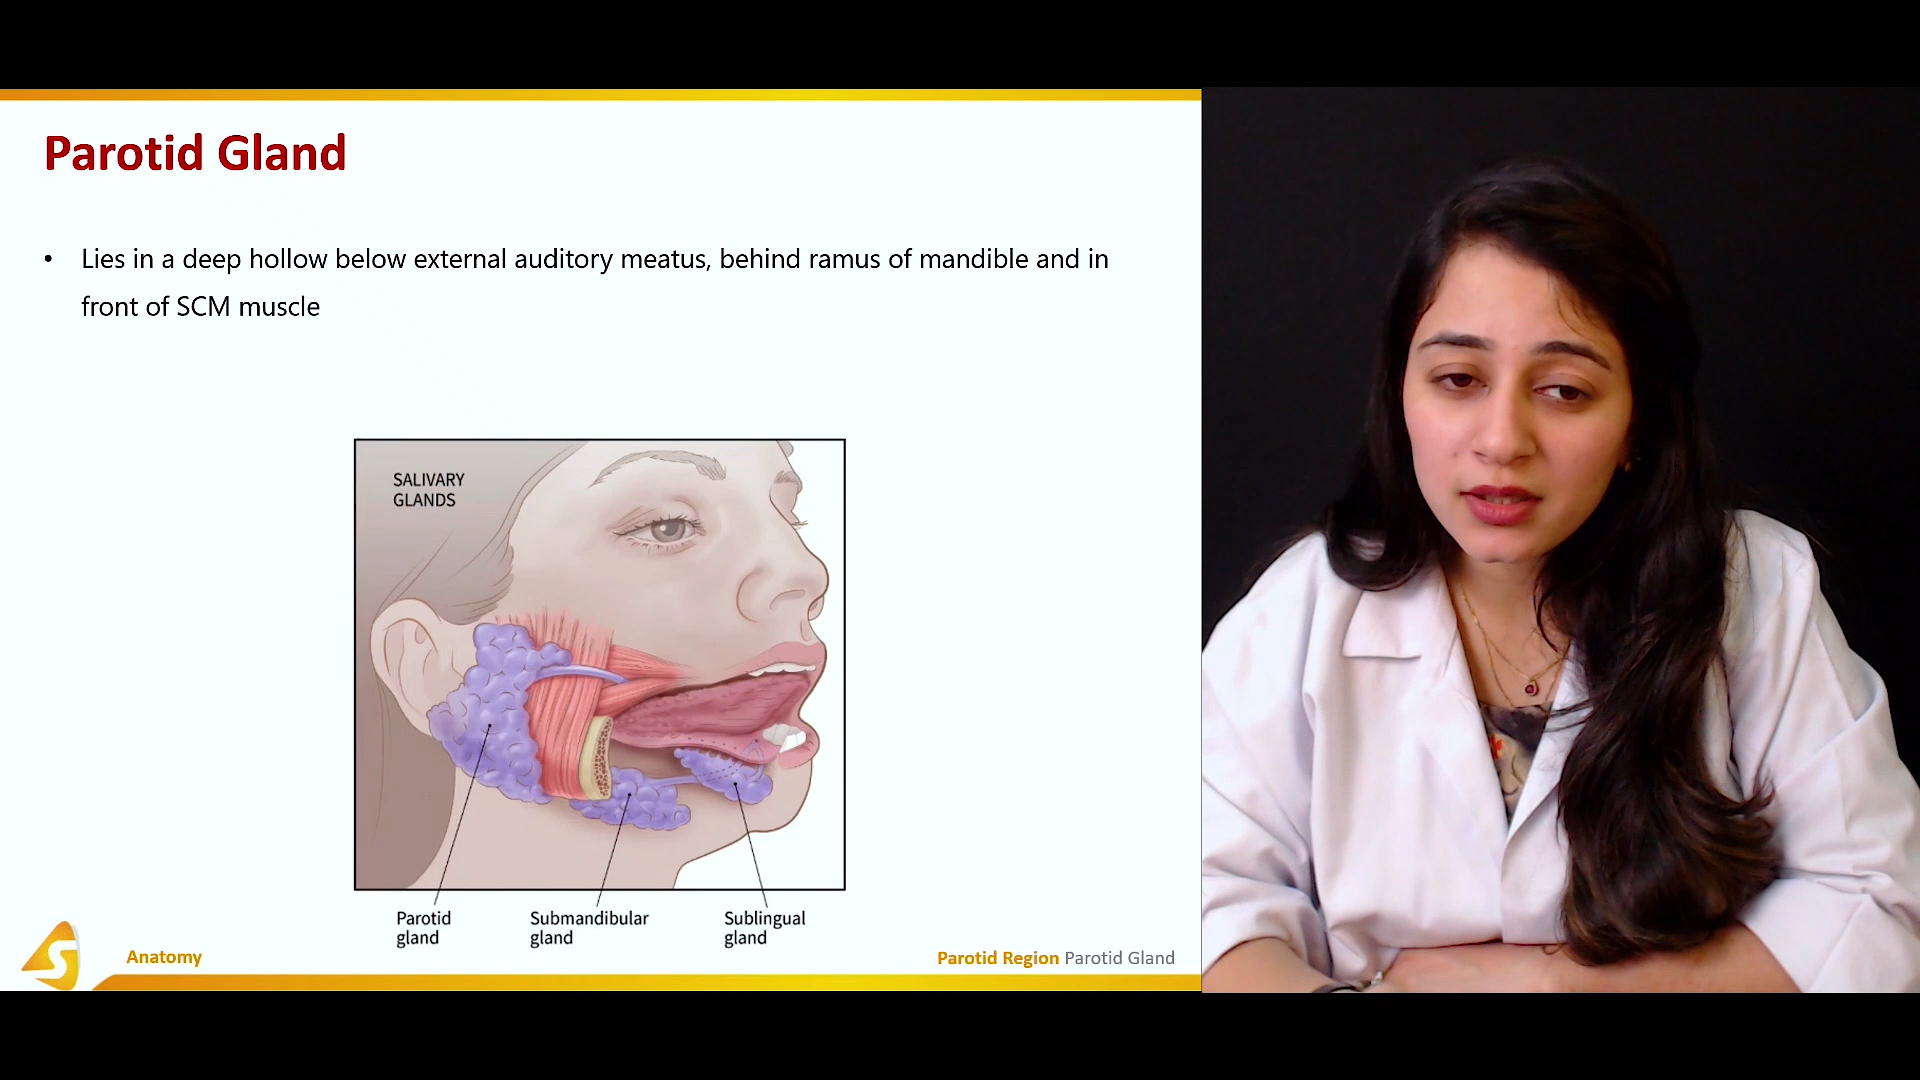 Parotid Gland
• Lies in a deep hollow below external auditory meatus, behind ramus of mandible and in
front of SCM muscle
SALIVARY
GLANDS
Parotid
gland
Submandibular
gland
Sublingual
gland
S
Anatomy
Parotid Region Parotid Gland